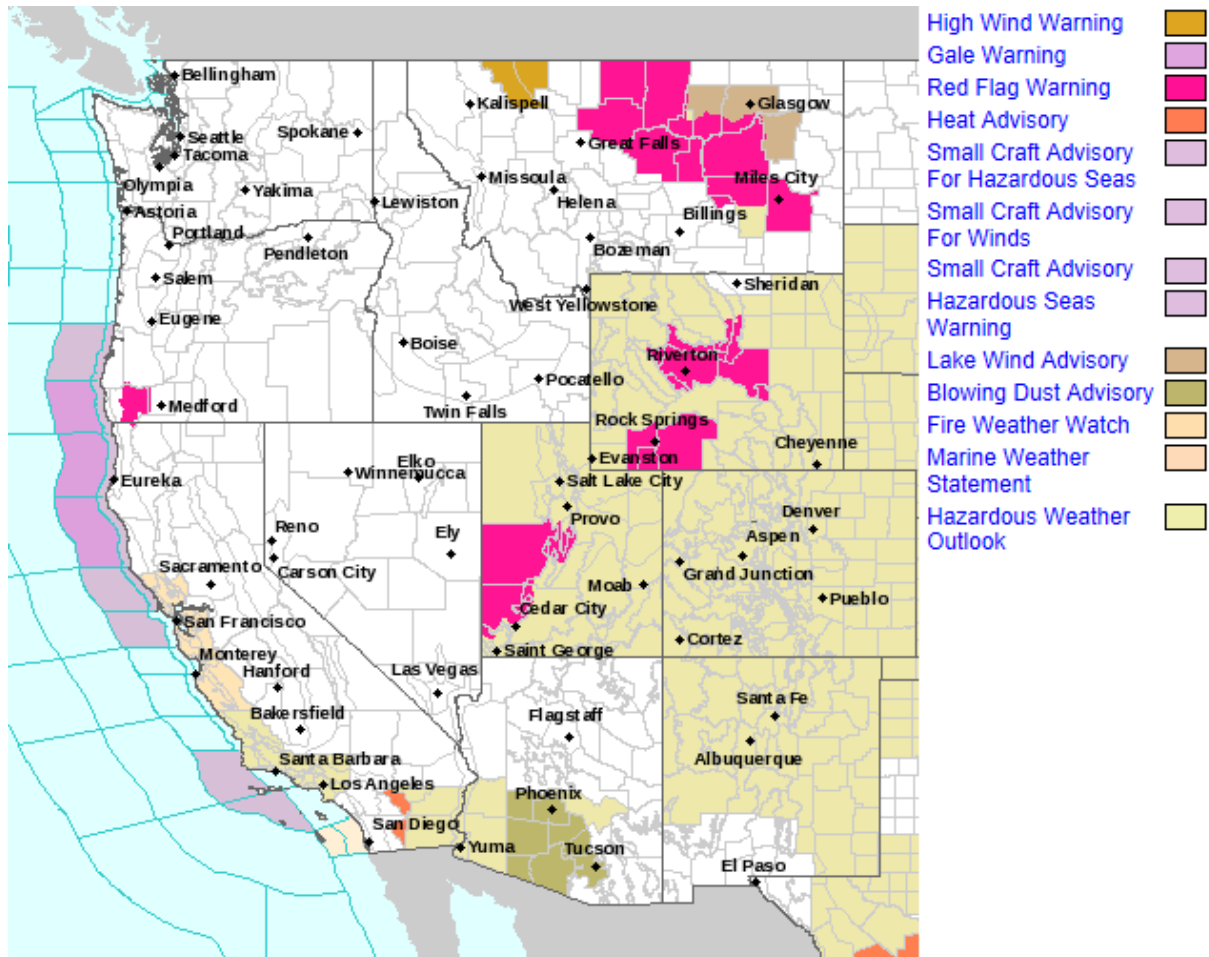 High Wind Warning
Gale Warning
Red Flag Warning
Heat Advisory
Small Craft Advisory
For Hazardous Seas
Small Craft Advisory
For Winds
Small Craft Advisory
Hazardous Seas
Warning
Lake Wind Advisory
Blowing Dust Advisory
Fire Weather Watch
Marine Weather
Statement
Hazardous Weather
Outlook
Bellingham
Kalispell
Glasgow
Seattle
Spokane
Great Falls
Tacoma
Olympia
Yakima
Missoula
Miles City
Astoria
Lewiston
Helena
Billings
Portland
Pendleton
Bozeman
Salem
West Yellowstone
Sheridan
Eugene
Boise
Riverton
Pocatello
Medford
Twin Falls
Rock Springs
Cheyenne
Elko
Evanston
Winnemucca
Eureka
Salt Lake City
Provo
Denver
Reno
Ely
Aspen
Sacramento
Carson City
Grand Junction
Moab
Pueblo
San Francisco
Cedar City
Cortez
Monterey
Saint George
Hanford
Las Vegas
Santa Fe
Bakersfield
Flagstaff
Albuquerque
Santa Barbara
Los Angeles
Phoenix
San Diego
Yuma
Tucson
El Paso